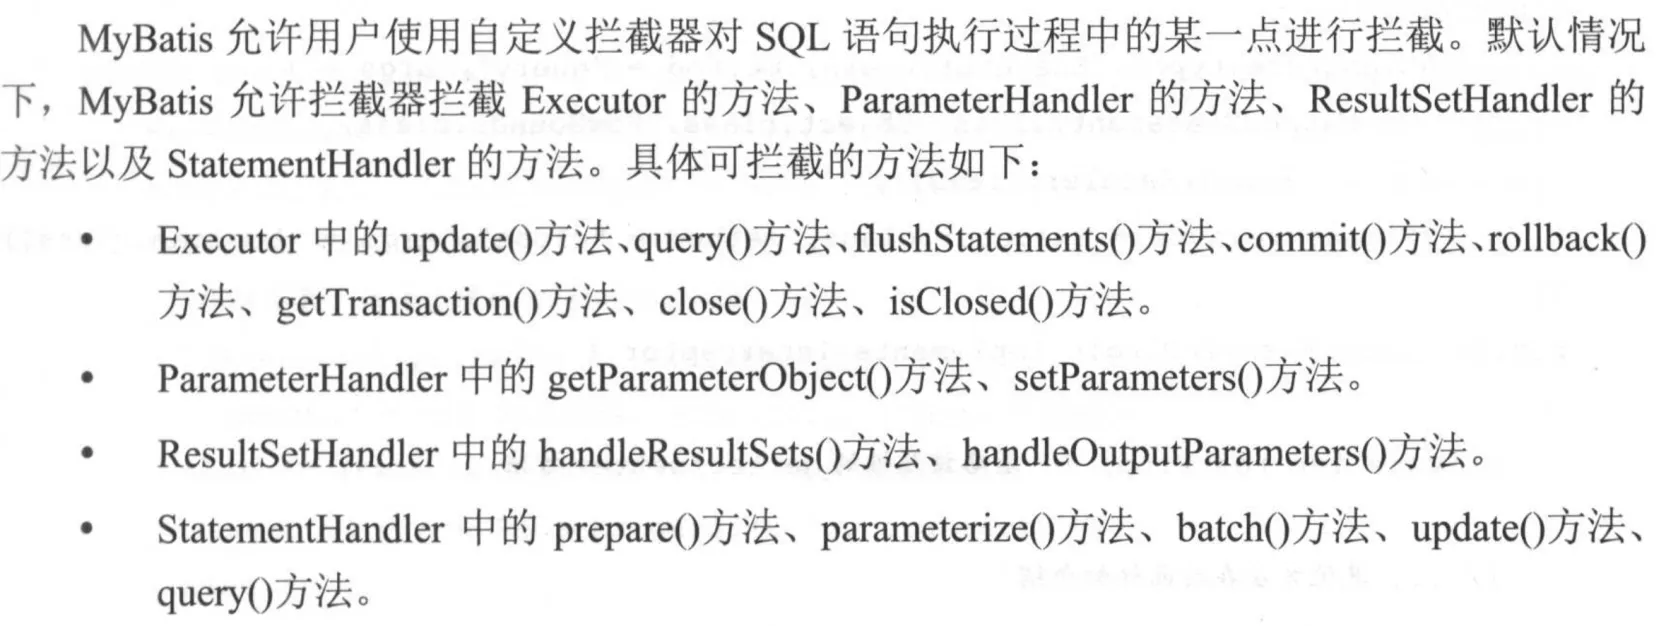 MyBatis 允许用户使用自定义拦截器对 SQL 语句执行过程中的某一点进行拦截。默认情况
下，MyBatis 允许拦截器拦截 Executor 的方法、ParameterHandler 的方法、ResultSetHandler 的
方法以及 StatementHandler 的方法。具体可拦截的方法如下：
• Executor 中的 update()方法、query()方法、flushStatements()方法、commit()方法、rollback()
方法、getTransaction()方法、close()方法、isClosed()方法。
• ParameterHandler 中的 getParameterObject()方法、setParameters()方法。
• ResultSetHandler 中的 handleResultSets()方法、handleOutputParameters()方法。
• StatementHandler 中的 prepare()方法、parameterize()方法、batch()方法、update()方法、
query()方法。